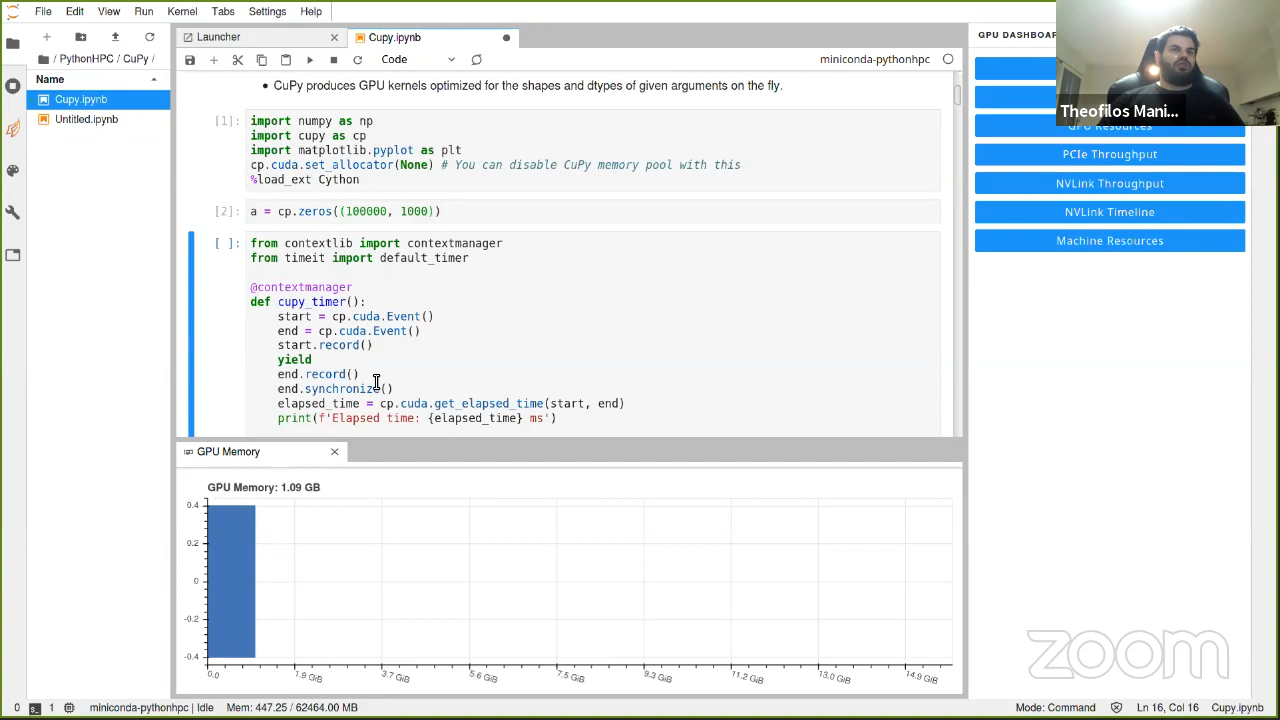 File Edit View Run Kernel Tabs Settings Help
Launcher
Cupy.ipynb
GPU DASHBOA
/ PythonHPC / CuPy /
Code
miniconda-pythonhpc
Name
Cupy.ipynb
Untitled.ipynb
• CuPy produces GPU kernels optimized for the shapes and dtypes of given arguments on the fly.
[1]:
import numpy as np
import cupy as cp
import matplotlib.pyplot as plt
cp.cuda.set_allocator(None) # You can disable CuPy memory pool with this
%load_ext Cython
[2]:
a = cp.zeros((100000, 1000))
[ ]:
from contextlib import contextmanager
from timeit import default_timer
@contextmanager
def cupy_timer():
start = cp.cuda.Event()
end = cp.cuda.Event()
start.record()
yield
end.record()
end.synchronize()
elapsed_time = cp.cuda.get_elapsed_time(start, end)
print(f'Elapsed time: {elapsed_time} ms')
Theofilos Mani...
GPU Resources
PCIe Throughput
NVLink Throughput
NVLink Timeline
Machine Resources
GPU Memory
GPU Memory: 1.09 GB
0.4
0.2
0
-0.2
-0.4
0.0 1.9 GiB 3.7 GiB 5.6 GiB 7.5 GiB 9.3 GiB 11.2 GiB 13.0 GiB 14.9 GiB
zoom
0 1 miniconda-pythonhpc | Idle Mem: 447.25 / 62464.00 MB
Mode: Command Ln 16, Col 16 Cupy.ipynb